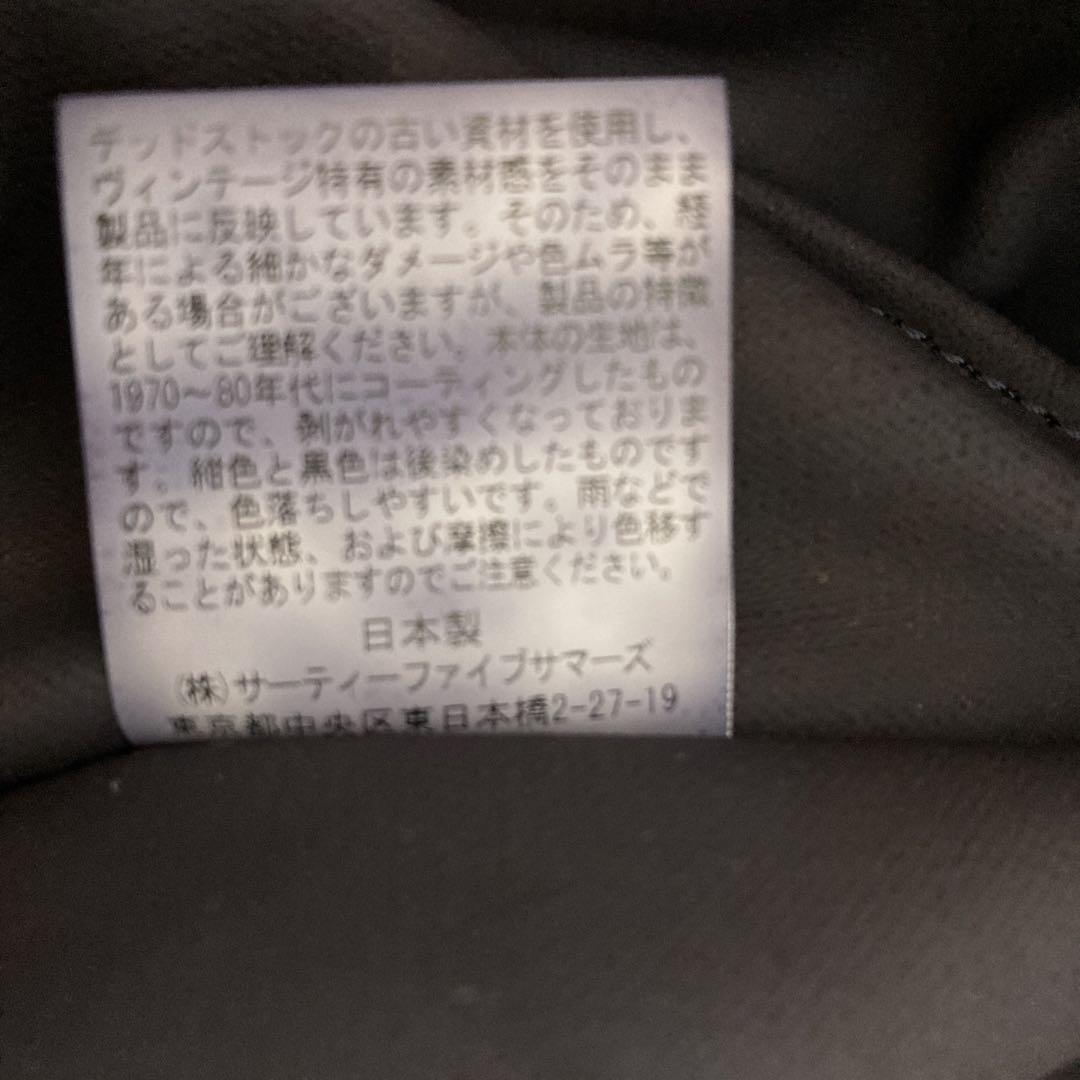 デッドストックの古い素材を使用し、
ヴィンテージ特有の素材感をそのまま
製品に反映しています。そのため、経
年による細かなダメージや色ムラ等が
ある場合がございますが、製品の特徴
としてご理解ください。本体の生地は、
1970～80年代にコーティングしたもの
ですので、剥がれやすくなっておりま
す。紺色と黒色は後染めしたものです
ので、色落ちしやすいです。雨などで
湿った状態、および摩擦により色移す
ることがありますのでご注意ください。
日本製
(株)サーティーファイブサマーズ
東京都中央区東日本橋2-27-19